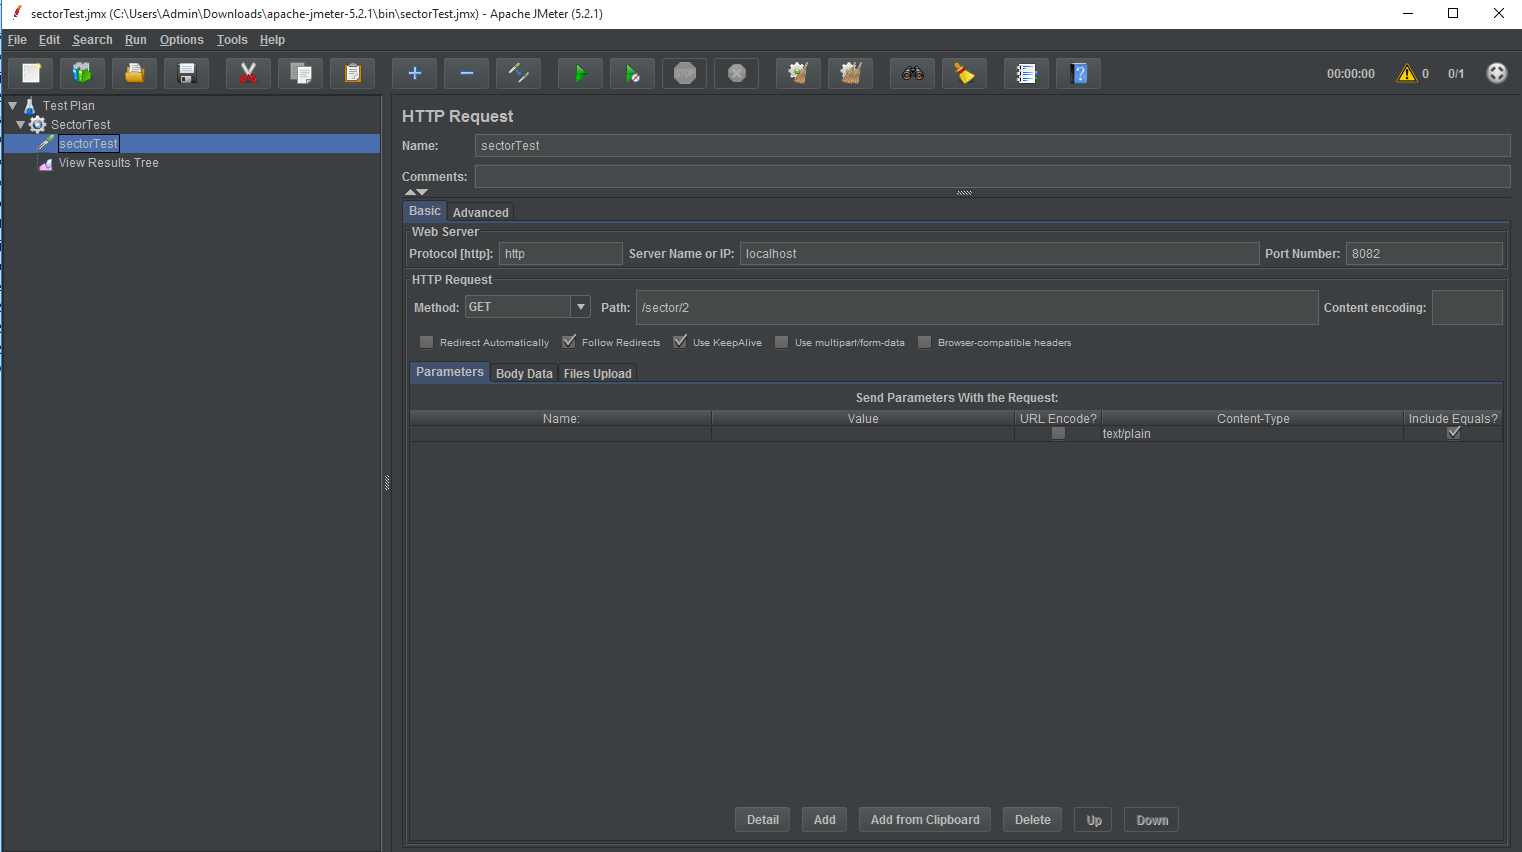 sectorTest.jmx (C:\Users\Admin\Downloads\apache-jmeter-5.2.1\bin\sectorTest.jmx) - Apache JMeter (5.2.1)
File Edit Search Run Options Tools Help
STOP
00:00:00 0 0/1
Test Plan
SectorTest
sectorTest
View Results Tree
HTTP Request
Name: sectorTest
Comments:
Basic Advanced
Web Server
Protocol [http]: http Server Name or IP: localhost Port Number: 8082
HTTP Request
Method: GET Path: /sector/2 Content encoding:
Redirect Automatically Follow Redirects Use KeepAlive Use multipart/form-data Browser-compatible headers
Parameters Body Data Files Upload
Send Parameters With the Request:
Name: Value URL Encode? Content-Type Include Equals?
text/plain
Detail Add Add from Clipboard Delete Up Down